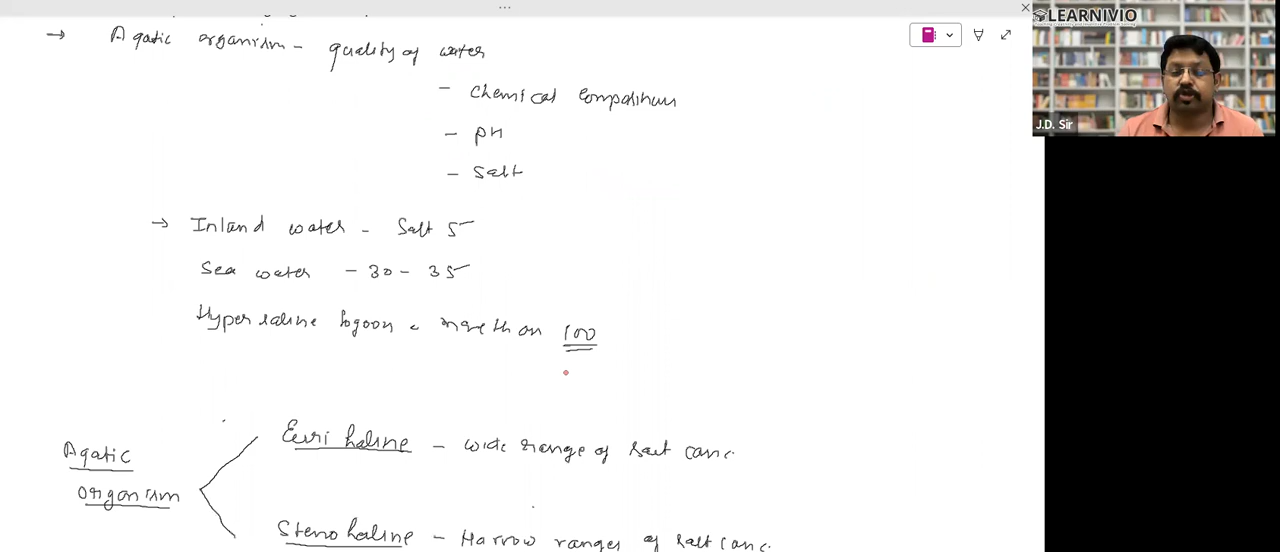 LEARNIVIO
→ Aqatic organism - quality of water
- Chemical composition
- pH
- Salt
J.D. Sir
→ Inland water - Salt 5
Sea water - 30 - 35
Hyper saline lagoon - more than 100
Euri haline - wide range of salt conc.
Aqatic
organism
Steno haline - Narrow ranges of salt conc.